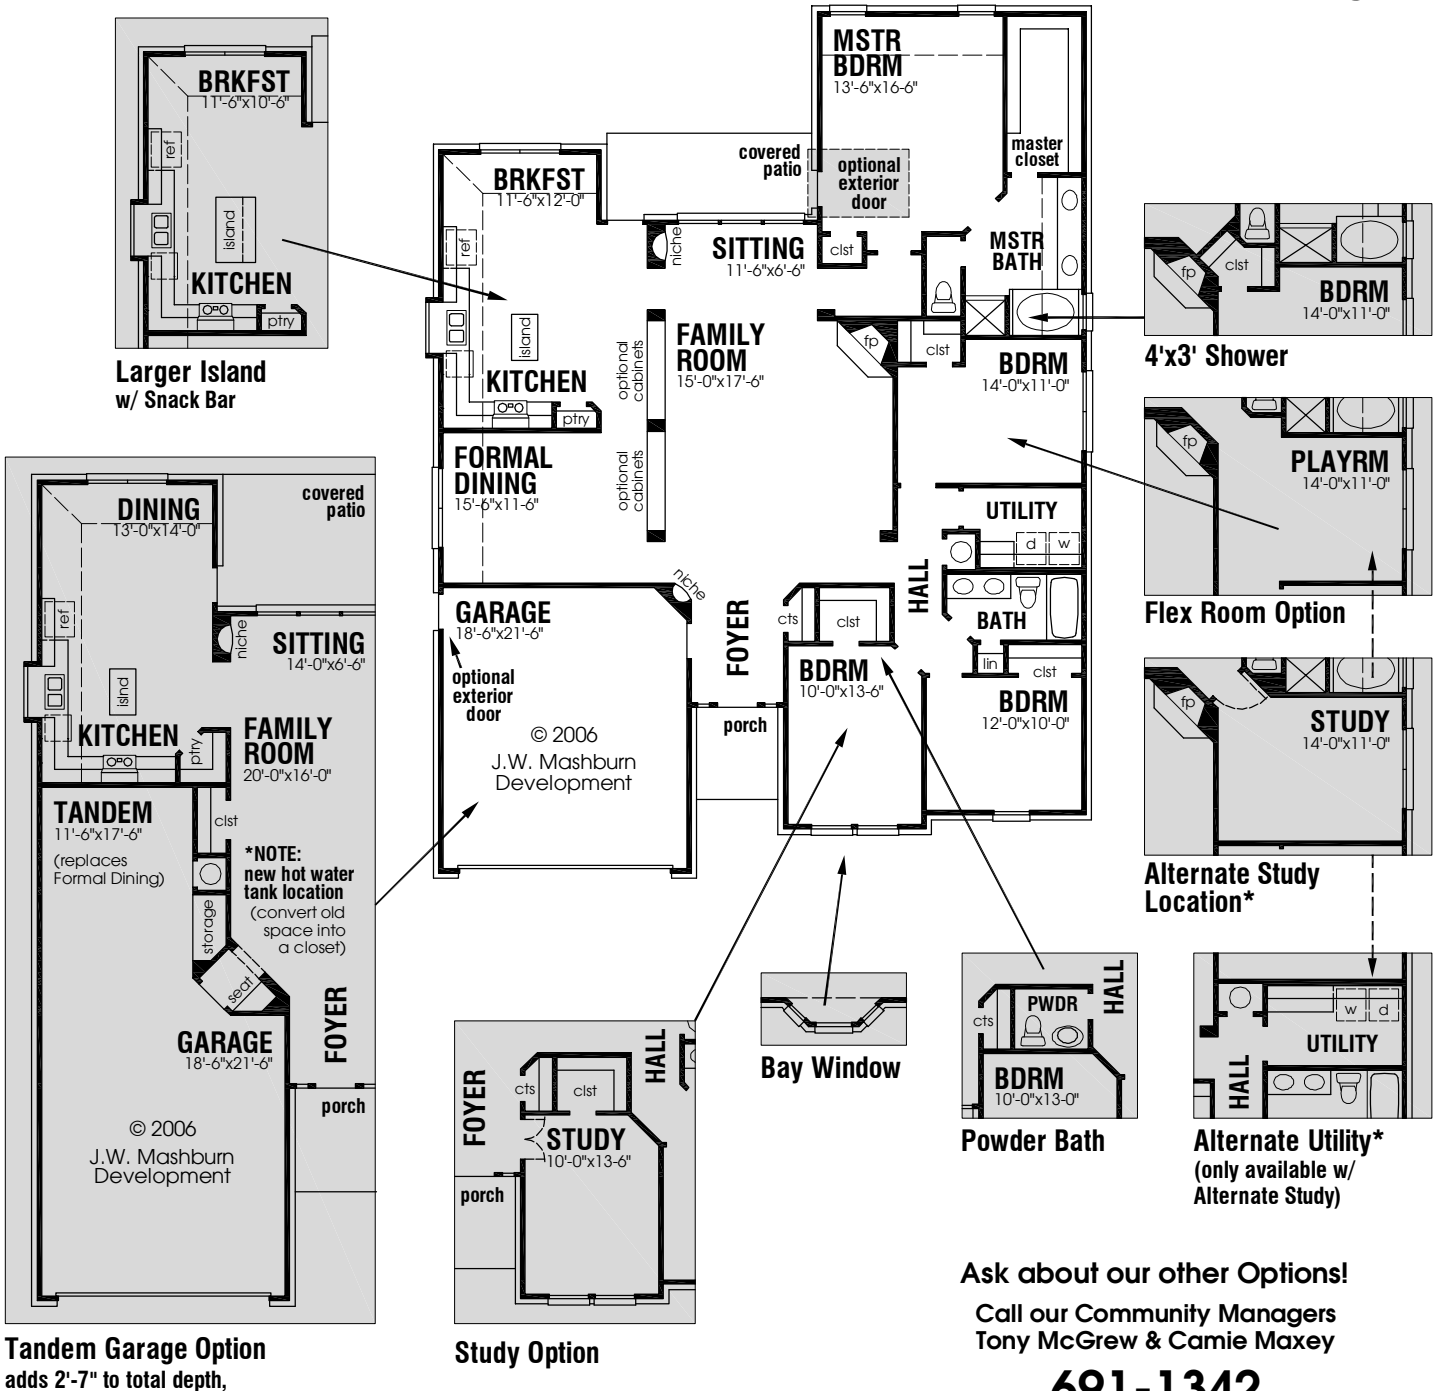 BRKFST
11'-6"x10'-6"
ref
island
KITCHEN
ptry
Larger Island
w/ Snack Bar
MSTR
BDRM
13'-6"x16-6"
master
closet
covered
patio
optional
exterior
door
BRKFST
11'-6"x12'-0"
ref
niche
SITTING
11'-6"x6'-6"
clst
MSTR
BATH
island
KITCHEN
ptry
optional
cabinets
FAMILY
ROOM
15'-0"x17'-6"
fp
clst
BDRM
14'-0"x11'-0"
FORMAL
DINING
15'-6"x11-6"
optional
cabinets
UTILITY
d
w
HALL
BATH
lin
clst
BDRM
12'-0"x10'-0"
niche
GARAGE
18'-6"x21'-6"
optional
exterior
door
© 2006
J.W. Mashburn
Development
FOYER
cts
clst
BDRM
10'-0"x13-6"
porch
clst
fp
BDRM
14'-0"x11'-0"
4'x3' Shower
fp
PLAYRM
14'-0"x11'-0"
Flex Room Option
fp
STUDY
14'-0"x11'-0"
Alternate Study
Location*
w
d
UTILITY
HALL
Alternate Utility*
(only available w/
Alternate Study)
covered
patio
DINING
13'-0"x14'-0"
ref
niche
SITTING
14'-0"x6'-6"
islnd
KITCHEN
ptry
FAMILY
ROOM
20'-0"x16'-0"
TANDEM
11'-6"x17'-6"
(replaces
Formal Dining)
clst
*NOTE:
new hot water
tank location
(convert old
space into
a closet)
storage
seat
GARAGE
18'-6"x21'-6"
FOYER
porch
© 2006
J.W. Mashburn
Development
Tandem Garage Option
adds 2'-7" to total depth,
HALL
FOYER
cts
clst
STUDY
10'-0"x13-6"
porch
Study Option
Bay Window
HALL
cts
PWDR
BDRM
10'-0"x13-0"
Powder Bath
Ask about our other Options!
Call our Community Managers
Tony McGrew & Camie Maxey
691-1342